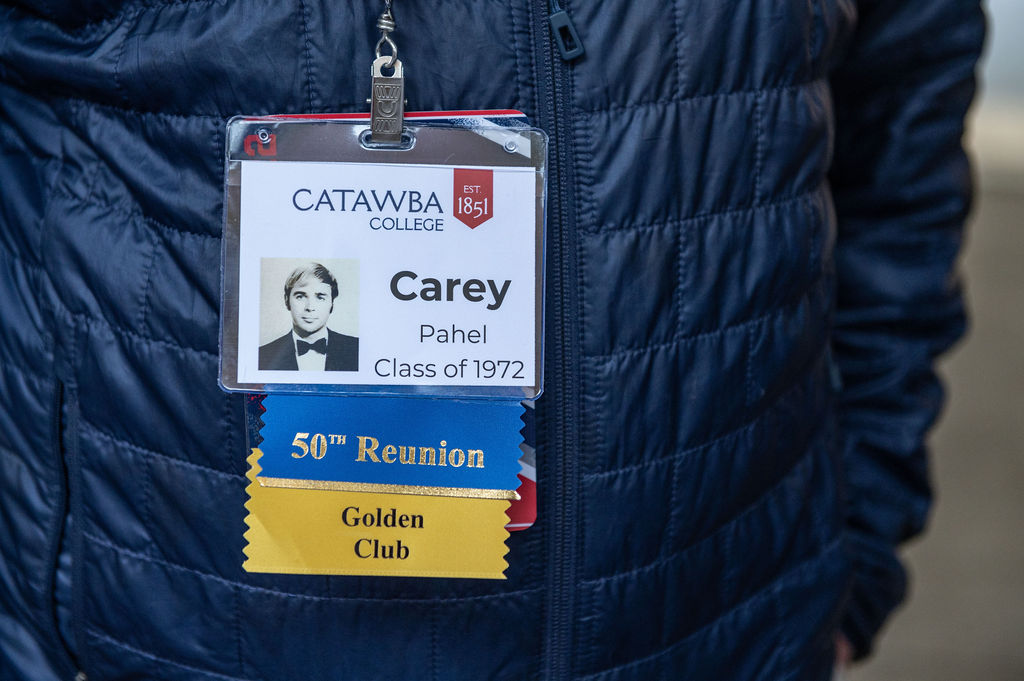 CATAWBA
COLLEGE
EST.
1851
Carey
Pahel
Class of 1972
50TH Reunion
Golden
Club